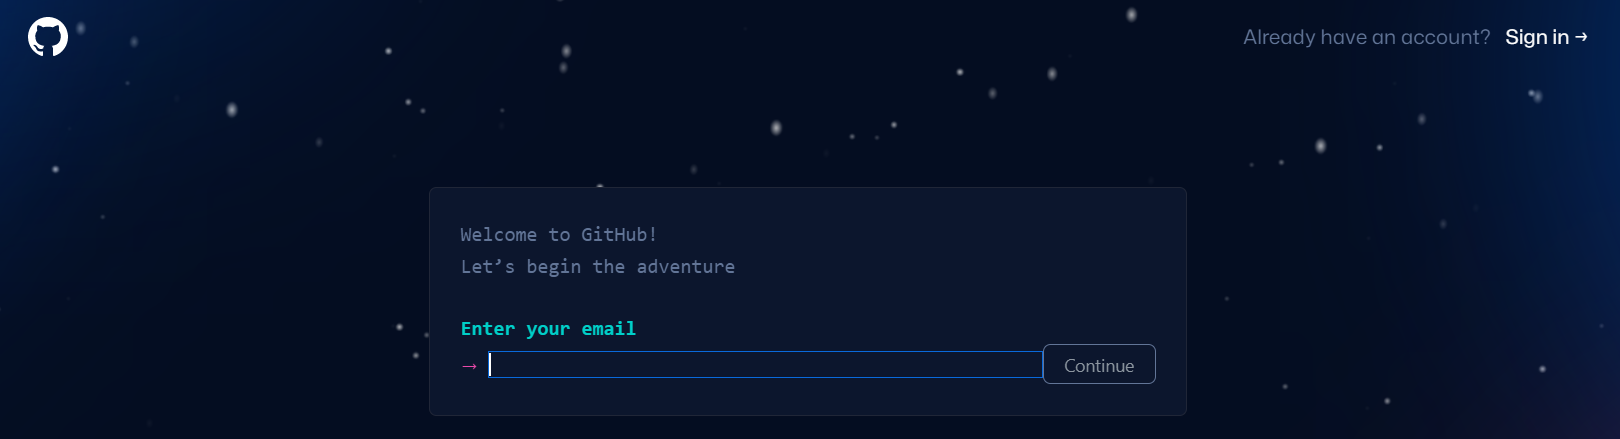 Already have an account? Sign in →
Welcome to GitHub!
Let’s begin the adventure
Enter your email
→
Continue